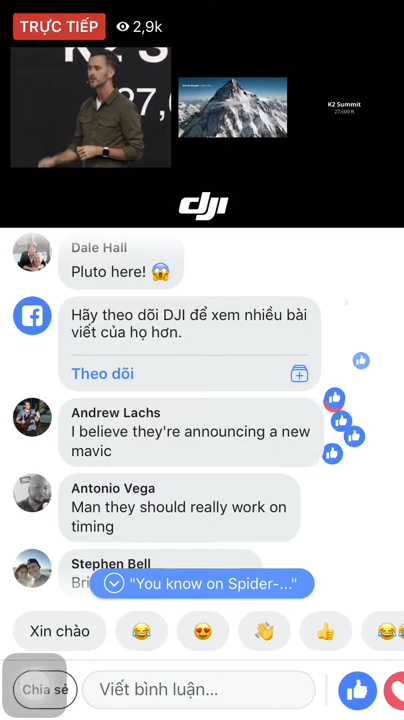 TRỰC TIẾP 2,9k
K2 Summit
27,600 ft
dji
Dale Hall
Pluto here! 😱
Hãy theo dõi DJI để xem nhiều bài
viết của họ hơn.
Theo dõi
Andrew Lachs
I believe they're announcing a new
mavic
Antonio Vega
Man they should really work on
timing
Stephen Bell
"You know on Spider-..."
Xin chào 😂 😍 👋 👍 😂
Chia sẻ
Viết bình luận...